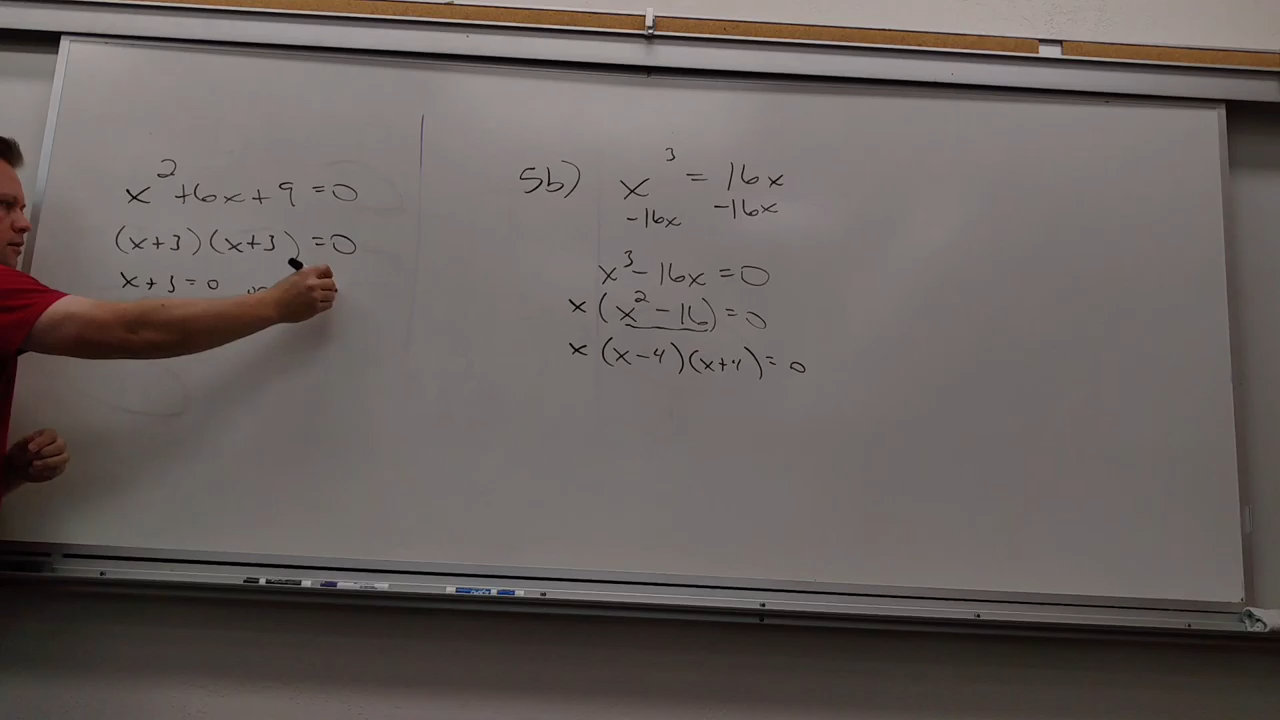 x² + 6x + 9 = 0
(x + 3)(x + 3) = 0
x + 3 = 0 or
5b) x³ = 16x
-16x -16x
x³ - 16x = 0
x(x² - 16) = 0
x(x - 4)(x + 4) = 0